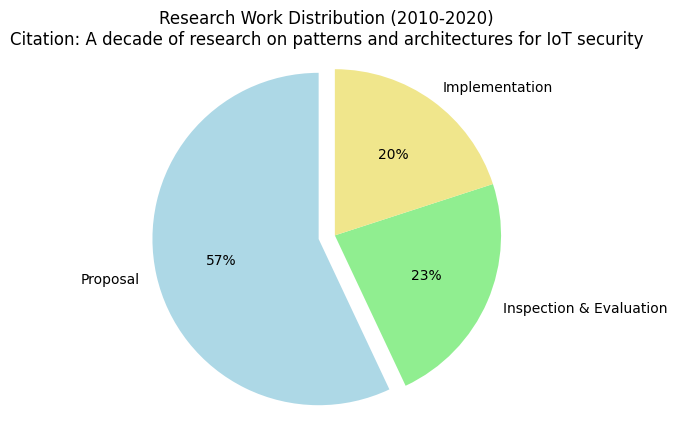 Research Work Distribution (2010-2020)
Citation: A decade of research on patterns and architectures for IoT security
Implementation
20%
57%
23%
Proposal
Inspection & Evaluation